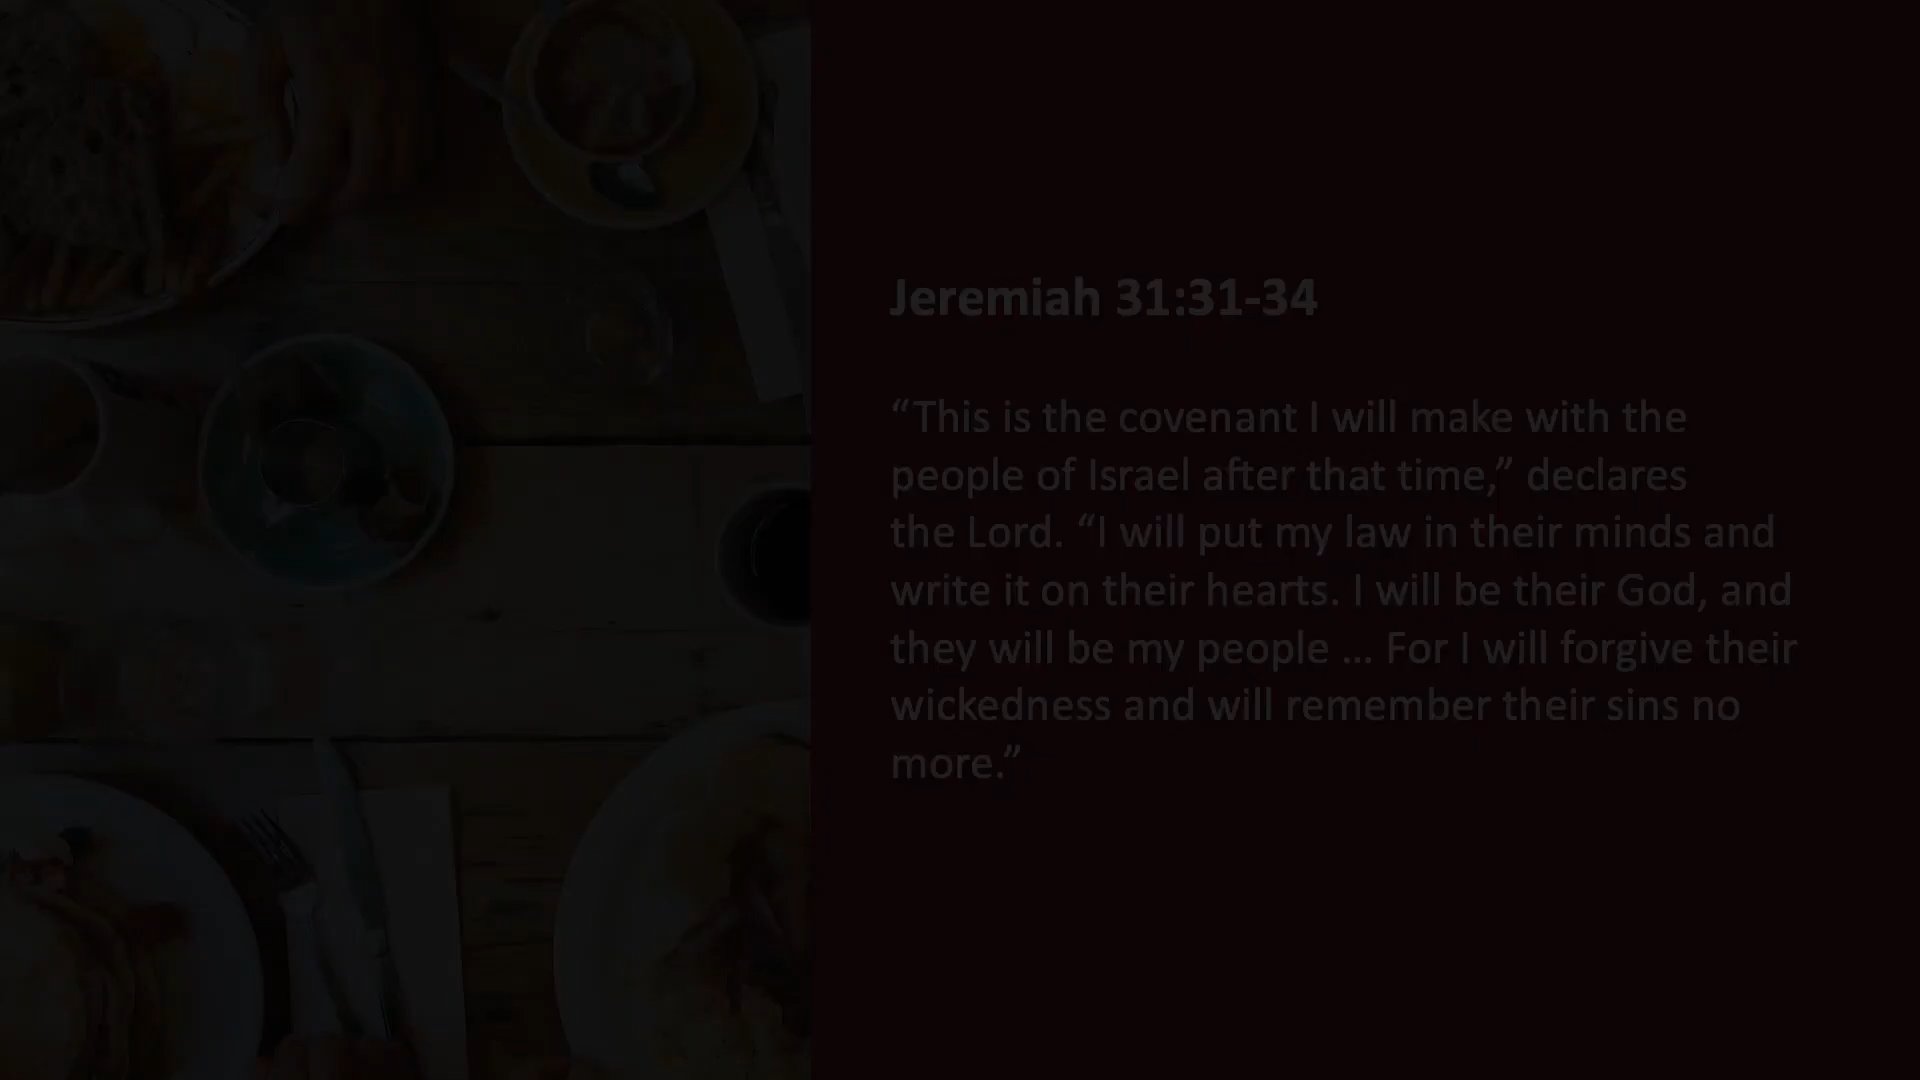 Jeremiah 31:31-34
“This is the covenant I will make with the
people of Israel after that time,” declares
the Lord. “I will put my law in their minds and
write it on their hearts. I will be their God, and
they will be my people ... For I will forgive their
wickedness and will remember their sins no
more.”